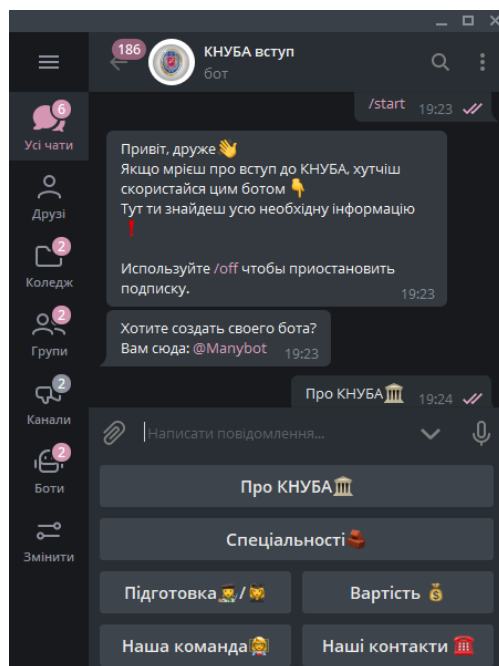 186
КНУБА вступ
бот
/start 19:23
6
Усі чати
Привіт, друже👋
Якщо мрієш про вступ до КНУБА, хутчіш
скористайся цим ботом👇
Тут ти знайдеш усю необхідну інформацію
❗
Друзі
Используйте /off чтобы приостановить
подписку.
19:23
2
Коледж
Хотите создать своего бота?
Вам сюда: @Manybot 19:23
2
Групи
Про КНУБА🏛 19:24
2
Канали
Написати повідомлення...
2
Боти
Про КНУБА🏛
Спеціальності
Змінити
Підготовка👩‍🎓/
Вартість 💰
Наша команда
Наші контакти ☎️